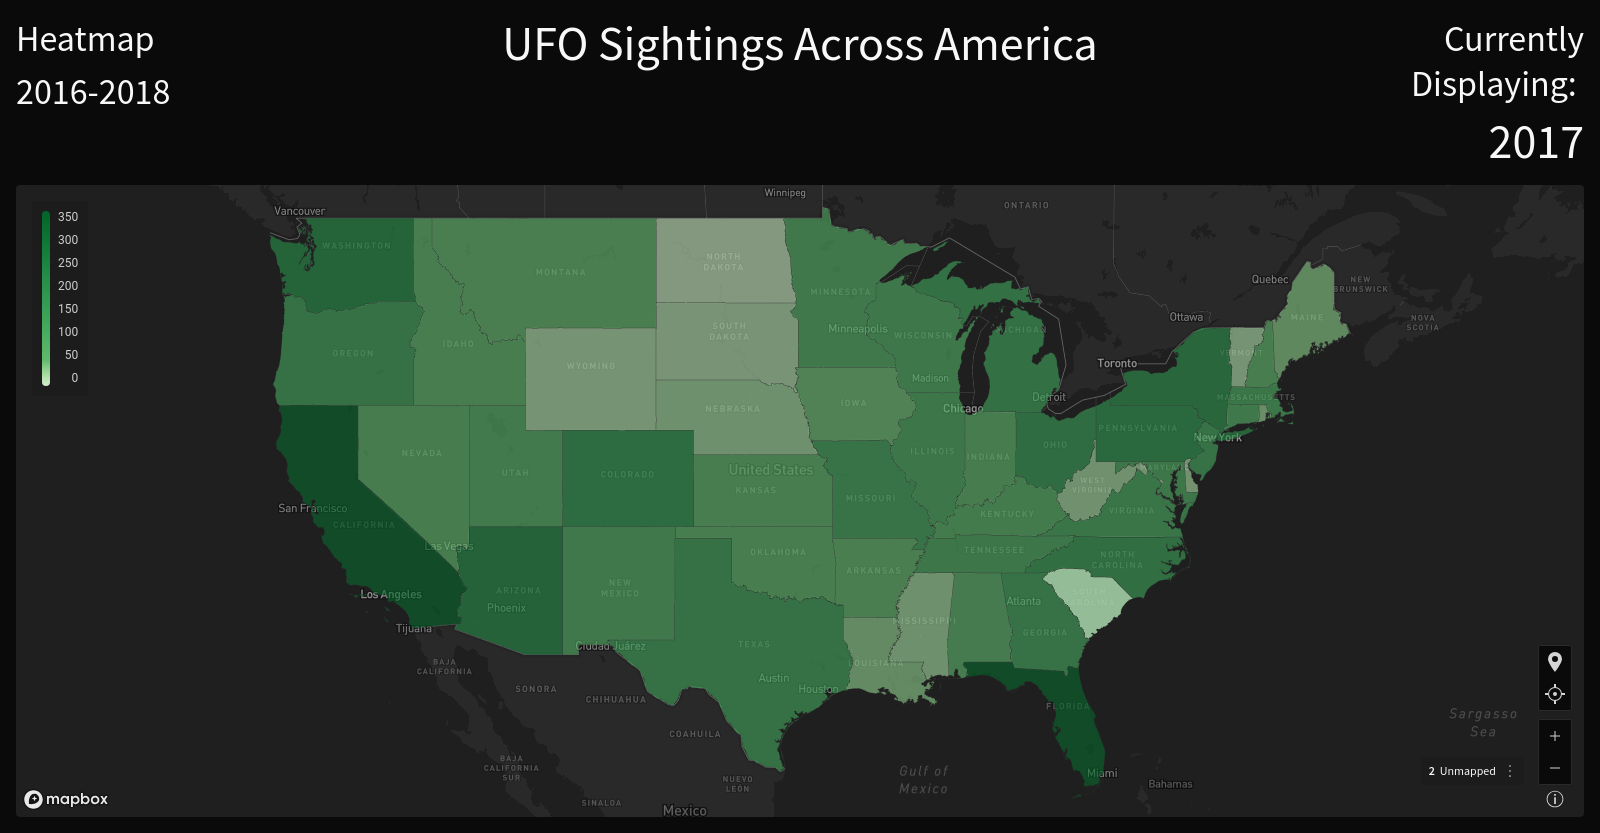 Heatmap
2016-2018
UFO Sightings Across America
Currently
Displaying:
2017
350
300
250
200
150
100
50
0
Winnipeg
ONTARIO
Vancouver
WASHINGTON
MONTANA
NORTH
DAKOTA
MINNESOTA
Quebec
NEW
BRUNSWICK
MAINE
NOVA
SCOTIA
Ottawa
OREGON
IDAHO
SOUTH
DAKOTA
Minneapolis
WISCONSIN
MICHIGAN
VERMONT
Toronto
WYOMING
Madison
Detroit
MASSACHUSETTS
NEBRASKA
IOWA
Chicago
PENNSYLVANIA
New York
NEVADA
UTAH
COLORADO
United States
KANSAS
ILLINOIS
INDIANA
OHIO
MARYLAND
WEST
VIRGINIA
VIRGINIA
MISSOURI
San Francisco
CALIFORNIA
KENTUCKY
Las Vegas
OKLAHOMA
TENNESSEE
NORTH
CAROLINA
ARKANSAS
Los Angeles
ARIZONA
Phoenix
NEW
MEXICO
Atlanta
SOUTH
CAROLINA
MISSISSIPPI
Tijuana
GEORGIA
Ciudad Juárez
TEXAS
BAJA
CALIFORNIA
LOUISIANA
SONORA
CHIHUAHUA
Austin
Houston
FLORIDA
Sargasso
Sea
COAHUILA
BAJA
CALIFORNIA
SUR
NUEVO
LEÓN
Gulf of
Mexico
Miami
Bahamas
2 Unmapped
mapbox
SINALOA
Mexico